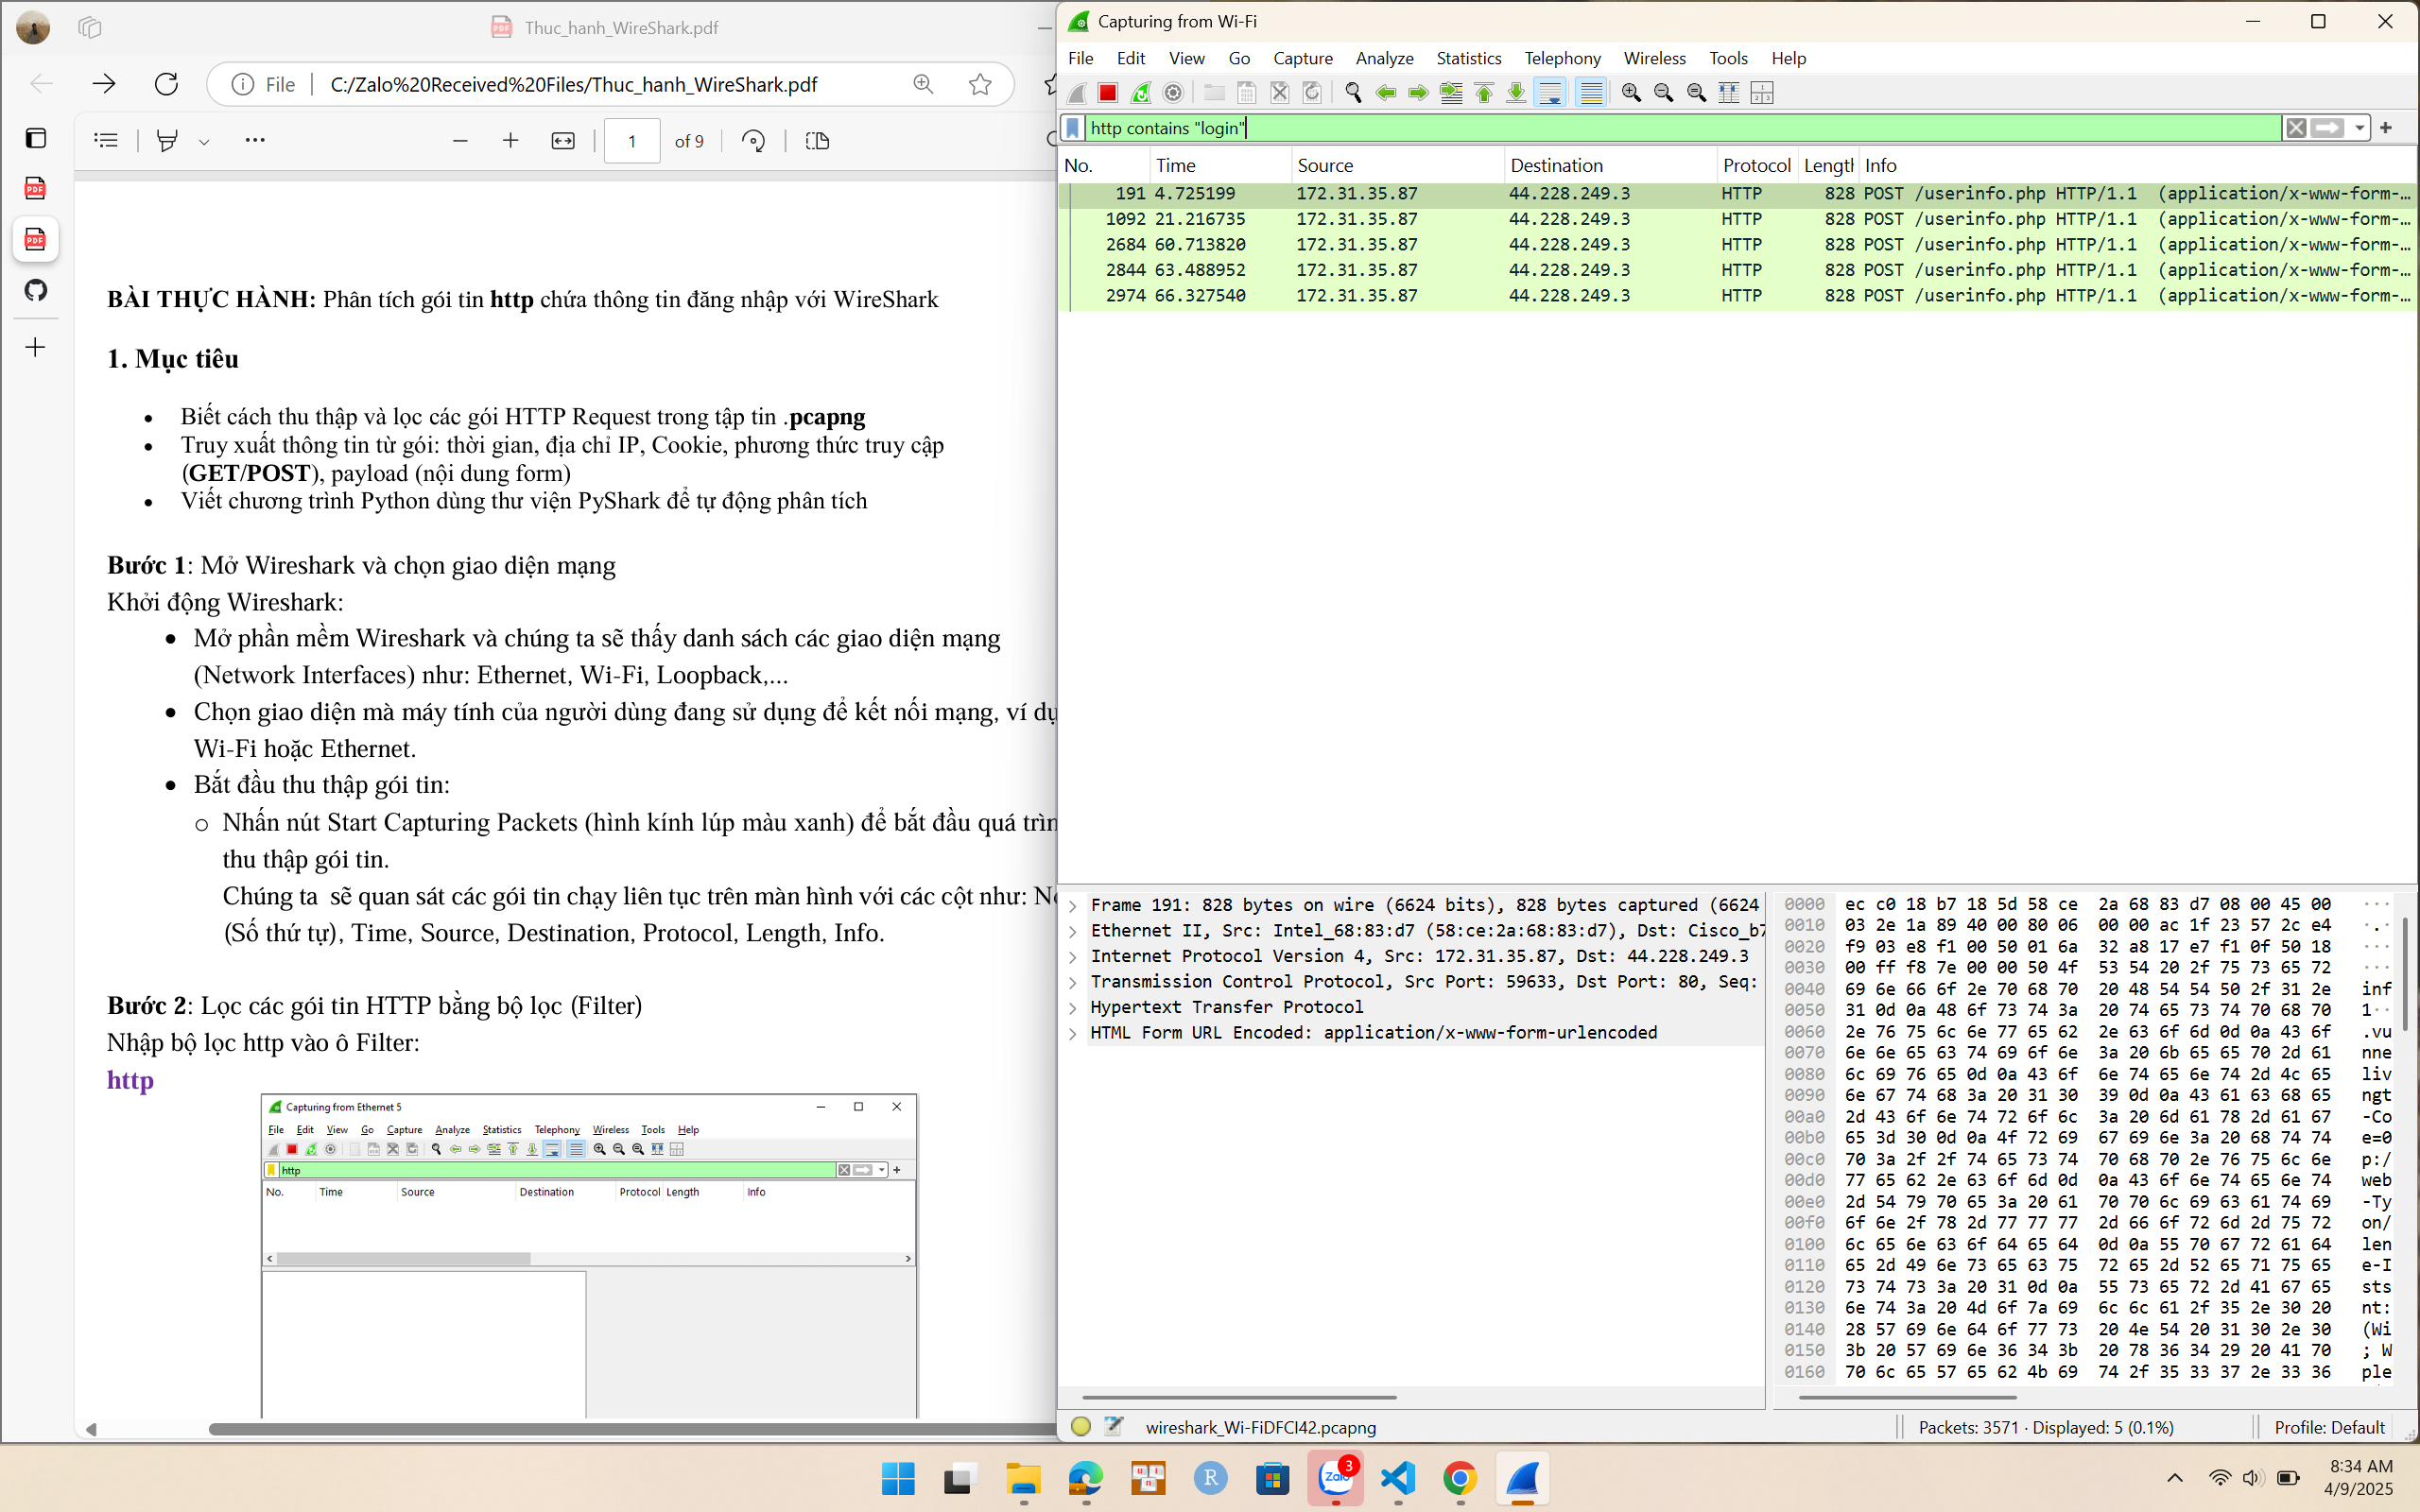 Thuc_hanh_WireShark.pdf
File
C:/Zalo%20Received%20Files/Thuc_hanh_WireShark.pdf
1 of 9
BÀI THỰC HÀNH: Phân tích gói tin http chứa thông tin đăng nhập với WireShark
1. Mục tiêu
Biết cách thu thập và lọc các gói HTTP Request trong tập tin .pcapng
Truy xuất thông tin từ gói: thời gian, địa chỉ IP, Cookie, phương thức truy cập
(GET/POST), payload (nội dung form)
Viết chương trình Python dùng thư viện PyShark để tự động phân tích
Bước 1: Mở Wireshark và chọn giao diện mạng
Khởi động Wireshark:
Mở phần mềm Wireshark và chúng ta sẽ thấy danh sách các giao diện mạng
(Network Interfaces) như: Ethernet, Wi-Fi, Loopback,...
Chọn giao diện mà máy tính của người dùng đang sử dụng để kết nối mạng, ví dụ
Wi-Fi hoặc Ethernet.
Bắt đầu thu thập gói tin:
Nhấn nút Start Capturing Packets (hình kính lúp màu xanh) để bắt đầu quá trìn
thu thập gói tin.
Chúng ta sẽ quan sát các gói tin chạy liên tục trên màn hình với các cột như: No
(Số thứ tự), Time, Source, Destination, Protocol, Length, Info.
Bước 2: Lọc các gói tin HTTP bằng bộ lọc (Filter)
Nhập bộ lọc http vào ô Filter:
http
Capturing from Ethernet 5
File Edit View Go Capture Analyze Statistics Telephony Wireless Tools Help
http
No. Time Source Destination Protocol Length Info
Capturing from Wi-Fi
File Edit View Go Capture Analyze Statistics Telephony Wireless Tools Help
http contains "login"
No. Time Source Destination Protocol Lengtl Info
191 4.725199 172.31.35.87 44.228.249.3 HTTP 828 POST /userinfo.php HTTP/1.1 (application/x-www-form-…
1092 21.216735 172.31.35.87 44.228.249.3 HTTP 828 POST /userinfo.php HTTP/1.1 (application/x-www-form-…
2684 60.713820 172.31.35.87 44.228.249.3 HTTP 828 POST /userinfo.php HTTP/1.1 (application/x-www-form-…
2844 63.488952 172.31.35.87 44.228.249.3 HTTP 828 POST /userinfo.php HTTP/1.1 (application/x-www-form-…
2974 66.327540 172.31.35.87 44.228.249.3 HTTP 828 POST /userinfo.php HTTP/1.1 (application/x-www-form-…
Frame 191: 828 bytes on wire (6624 bits), 828 bytes captured (6624
Ethernet II, Src: Intel_68:83:d7 (58:ce:2a:68:83:d7), Dst: Cisco_b7
Internet Protocol Version 4, Src: 172.31.35.87, Dst: 44.228.249.3
Transmission Control Protocol, Src Port: 59633, Dst Port: 80, Seq:
Hypertext Transfer Protocol
HTML Form URL Encoded: application/x-www-form-urlencoded
0000 ec c0 18 b7 18 5d 58 ce 2a 68 83 d7 08 00 45 00 ···
0010 03 2e 1a 89 40 00 80 06 00 00 ac 1f 23 57 2c e4 ·.·
0020 f9 03 e8 f1 00 50 01 6a 32 a8 17 e7 f1 0f 50 18 ···
0030 00 ff f8 7e 00 00 50 4f 53 54 20 2f 75 73 65 72 ···
0040 69 6e 66 6f 2e 70 68 70 20 48 54 54 50 2f 31 2e inf
0050 31 0d 0a 48 6f 73 74 3a 20 74 65 73 74 70 68 70 1··
0060 2e 76 75 6c 6e 77 65 62 2e 63 6f 6d 0d 0a 43 6f .vu
0070 6e 6e 65 63 74 69 6f 6e 3a 20 6b 65 65 70 2d 61 nne
0080 6c 69 76 65 0d 0a 43 6f 6e 74 65 6e 74 2d 4c 65 liv
0090 6e 67 74 68 3a 20 31 30 39 0d 0a 43 61 63 68 65 ngt
00a0 2d 43 6f 6e 74 72 6f 6c 3a 20 6d 61 78 2d 61 67 -Co
00b0 65 3d 30 0d 0a 4f 72 69 67 69 6e 3a 20 68 74 74 e=0
00c0 70 3a 2f 2f 74 65 73 74 70 68 70 2e 76 75 6c 6e p:/
00d0 77 65 62 2e 63 6f 6d 0d 0a 43 6f 6e 74 65 6e 74 web
00e0 2d 54 79 70 65 3a 20 61 70 70 6c 69 63 61 74 69 -Ty
00f0 6f 6e 2f 78 2d 77 77 77 2d 66 6f 72 6d 2d 75 72 on/
0100 6c 65 6e 63 6f 64 65 64 0d 0a 55 70 67 72 61 64 len
0110 65 2d 49 6e 73 65 63 75 72 65 2d 52 65 71 75 65 e-I
0120 73 74 73 3a 20 31 0d 0a 55 73 65 72 2d 41 67 65 sts
0130 6e 74 3a 20 4d 6f 7a 69 6c 6c 61 2f 35 2e 30 20 nt:
0140 28 57 69 6e 64 6f 77 73 20 4e 54 20 31 30 2e 30 (Wi
0150 3b 20 57 69 6e 36 34 3b 20 78 36 34 29 20 41 70 ; W
0160 70 6c 65 57 65 62 4b 69 74 2f 35 33 37 2e 33 36 ple
wireshark_Wi-FiDFCI42.pcapng
Packets: 3571 · Displayed: 5 (0.1%)
Profile: Default
Zalo
3
8:34 AM
4/9/2025